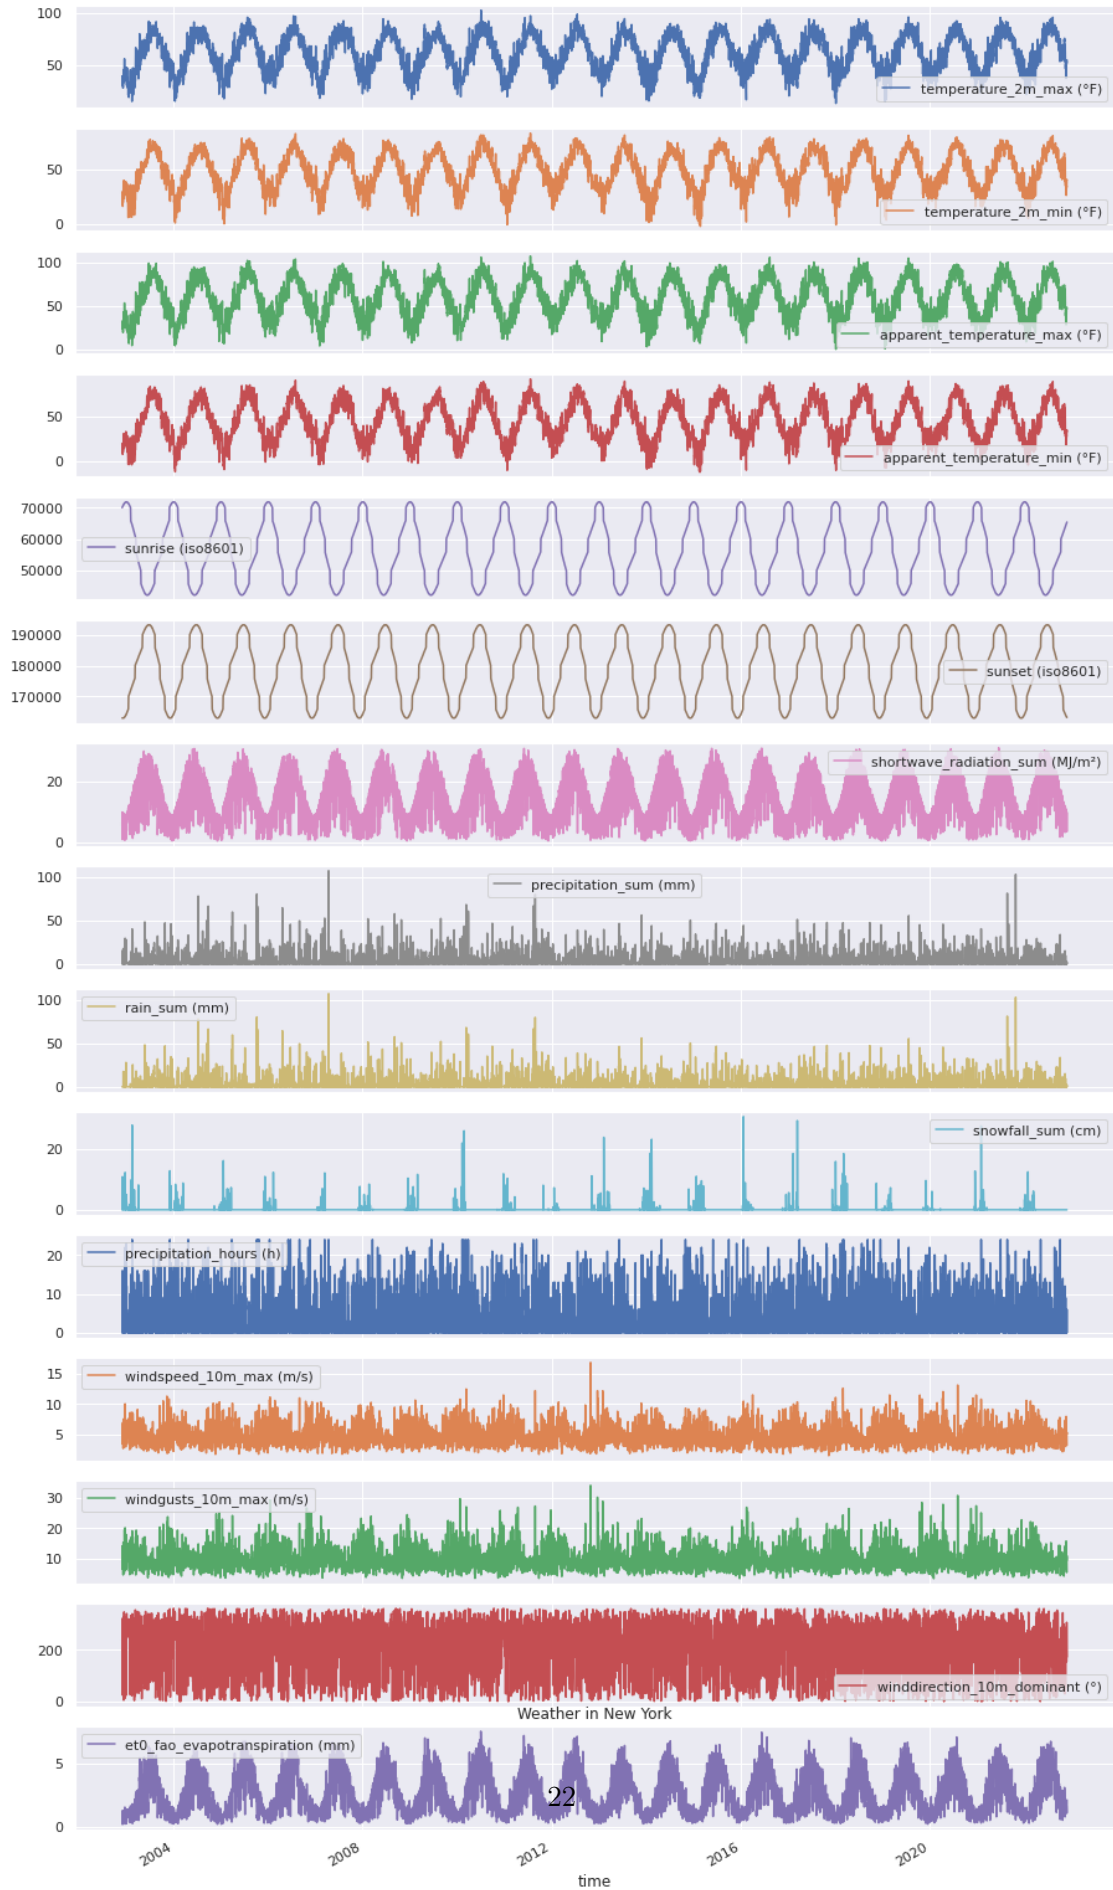 100
50
temperature_2m_max (°F)
50
0
temperature_2m_min (°F)
100
50
0
apparent_temperature_max (°F)
50
0
apparent_temperature_min (°F)
70000
60000
50000
sunrise (iso8601)
190000
180000
170000
sunset (iso8601)
20
0
shortwave_radiation_sum (MJ/m²)
100
50
0
precipitation_sum (mm)
100
50
0
rain_sum (mm)
20
0
snowfall_sum (cm)
20
10
0
precipitation_hours (h)
15
10
5
windspeed_10m_max (m/s)
30
20
10
windgusts_10m_max (m/s)
200
0
winddirection_10m_dominant (°)
Weather in New York
5
0
et0_fao_evapotranspiration (mm)
22
2004 2008 2012 2016 2020
time